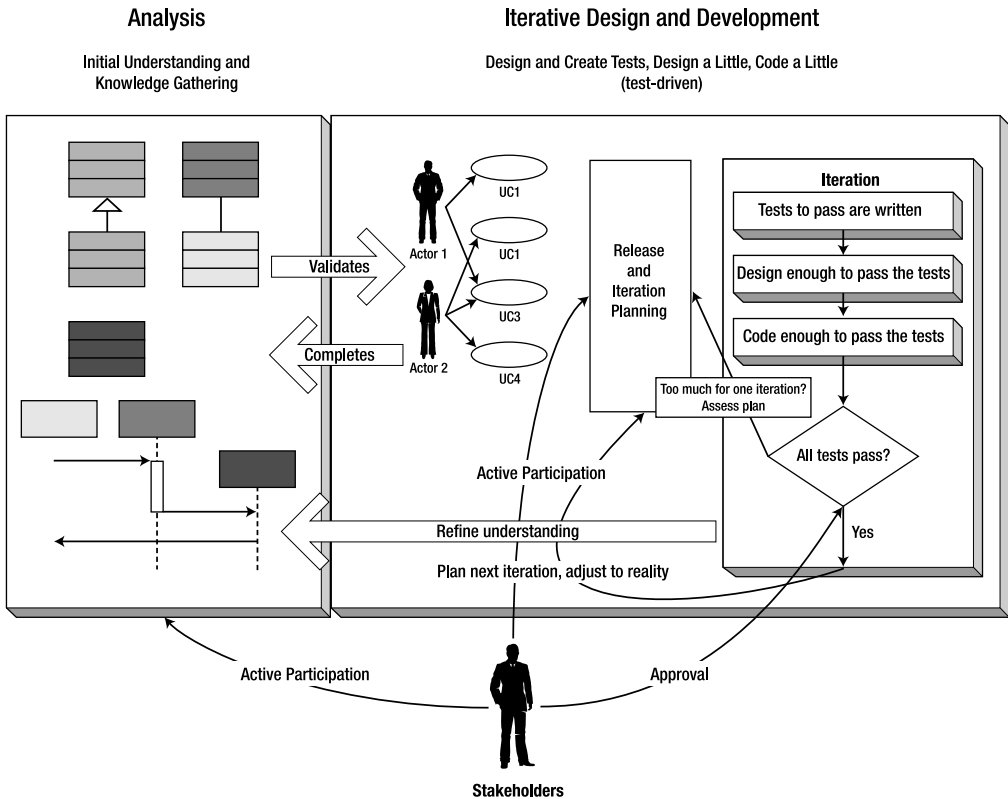 Analysis
Initial Understanding and
Knowledge Gathering
Iterative Design and Development
Design and Create Tests, Design a Little, Code a Little
(test-driven)
Validates
Completes
Actor 1
Actor 2
UC1
UC1
UC3
UC4
Release
and
Iteration
Planning
Iteration
Tests to pass are written
Design enough to pass the tests
Code enough to pass the tests
Too much for one iteration?
Assess plan
All tests pass?
Yes
Active Participation
Refine understanding
Plan next iteration, adjust to reality
Active Participation
Approval
Stakeholders